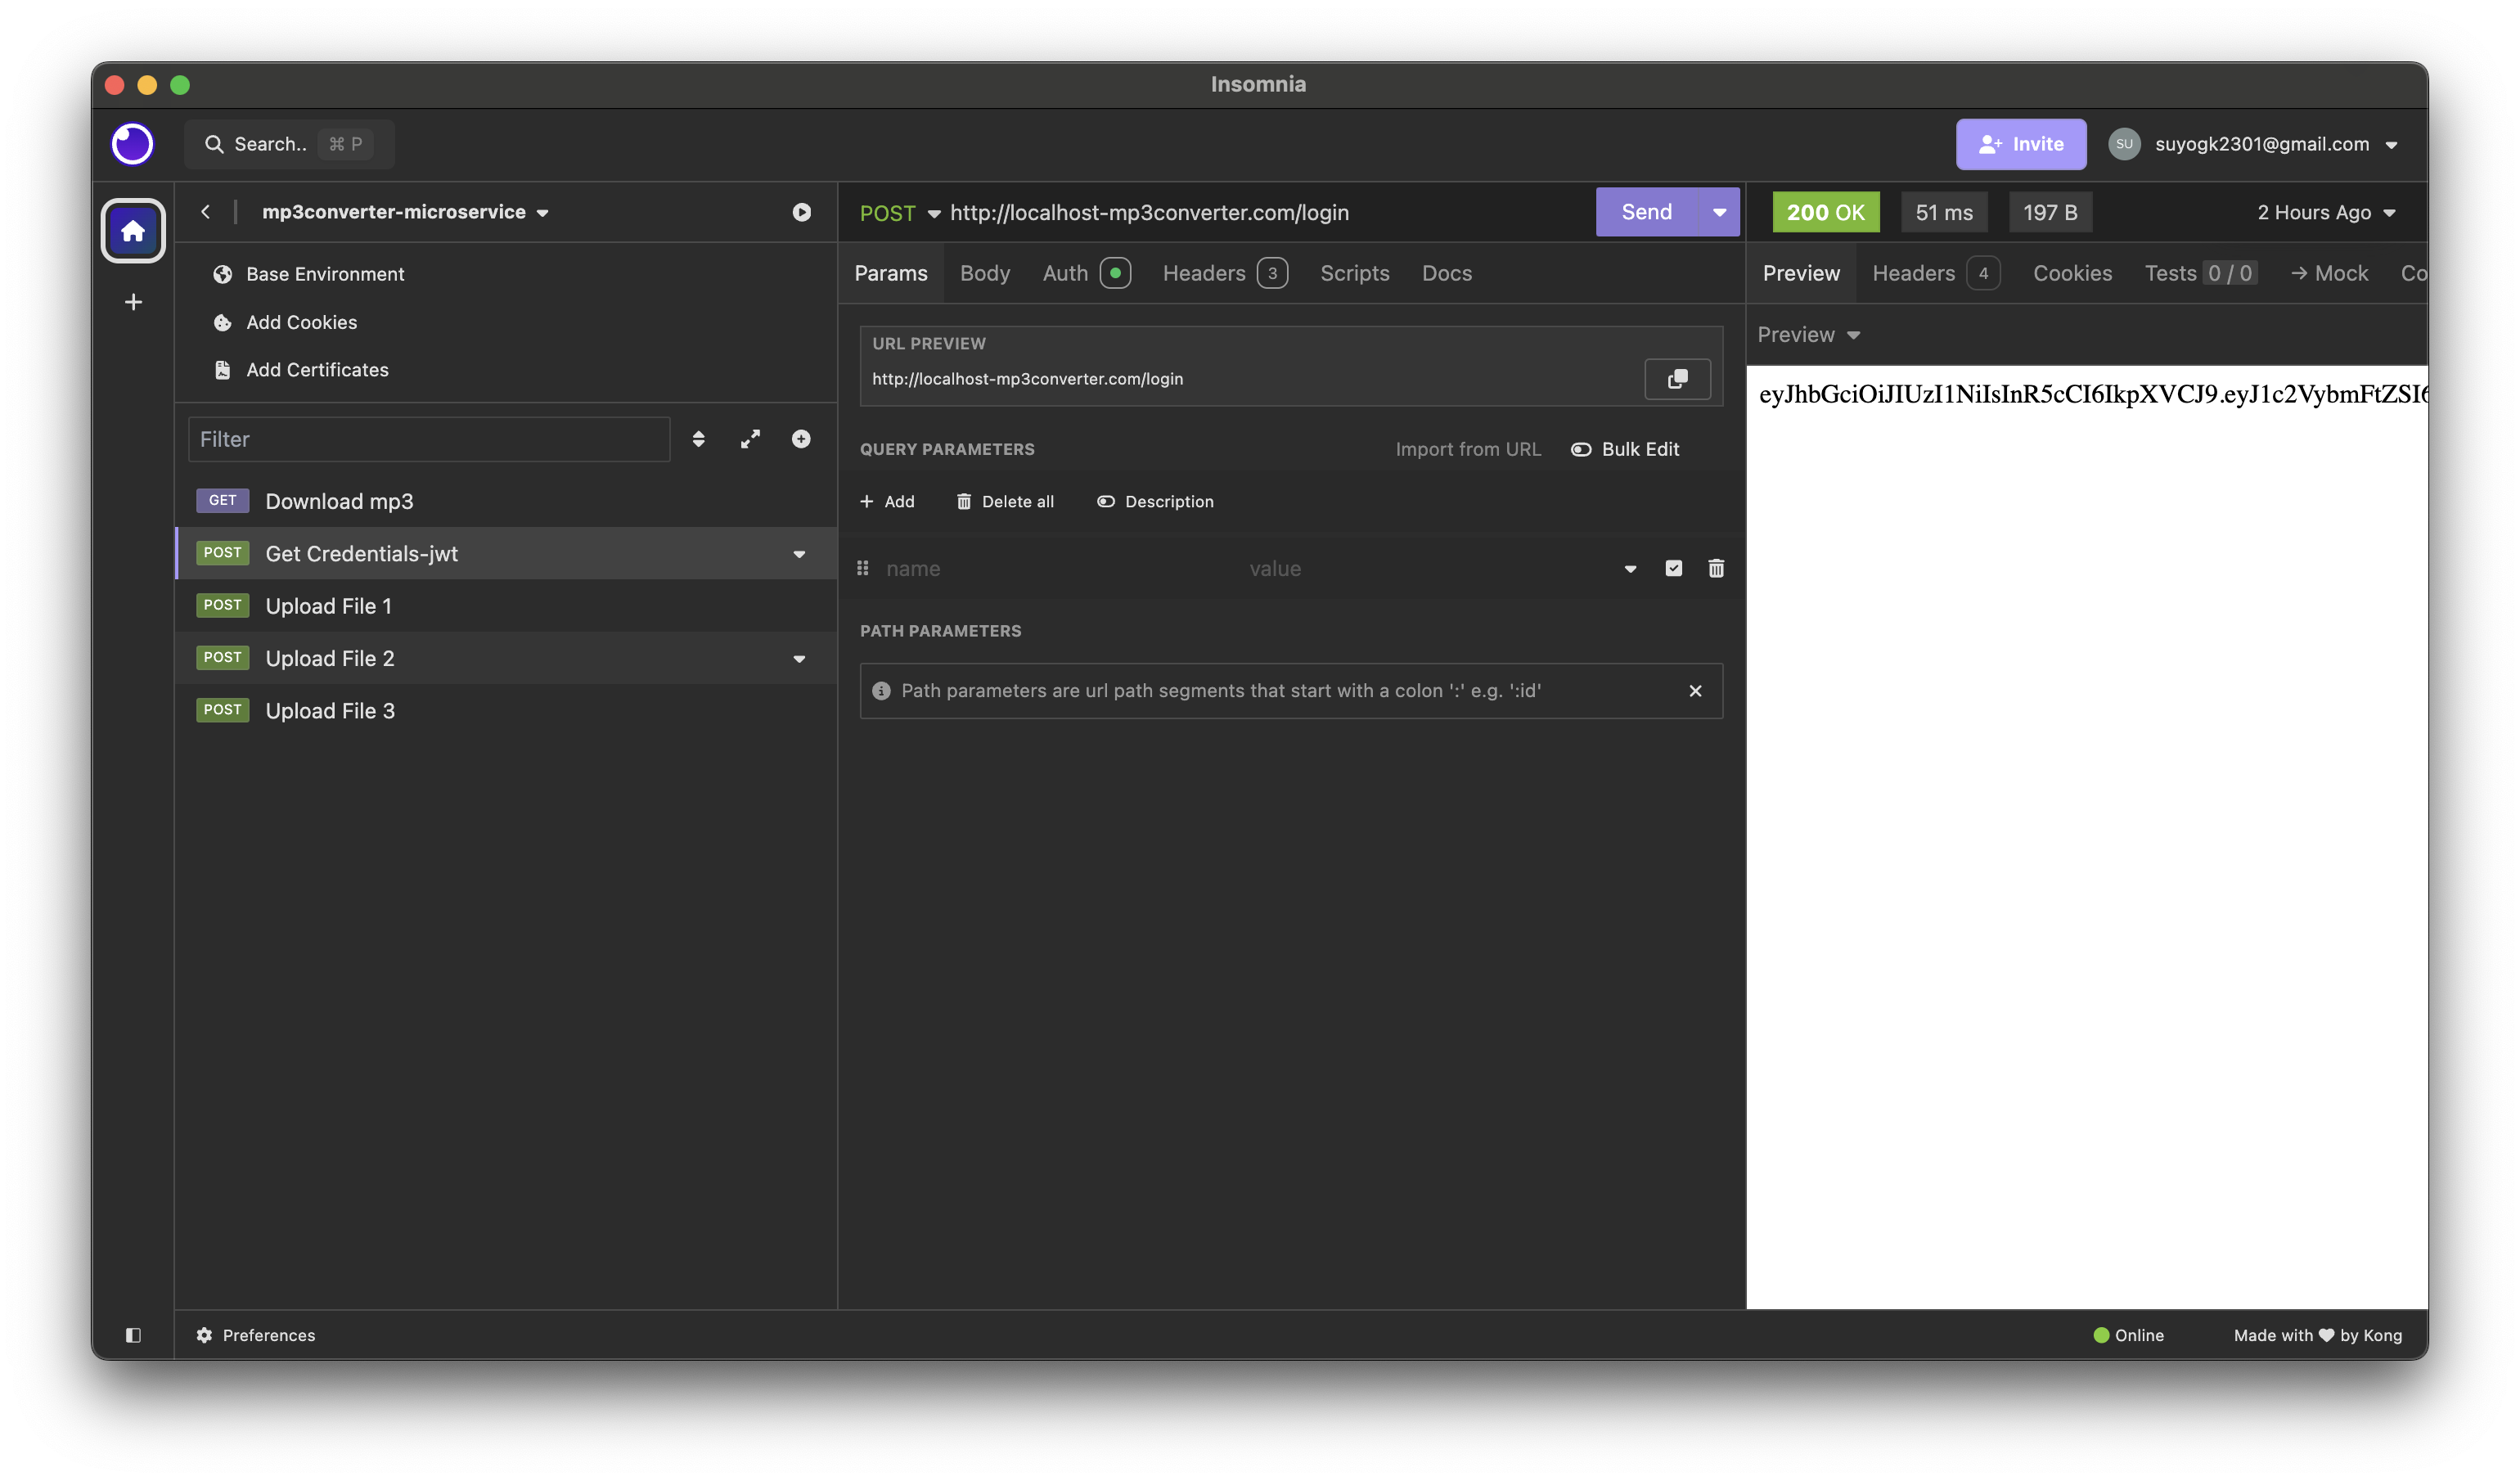 Insomnia
Search.. ⌘ P
Invite
SU
suyogk2301@gmail.com
mp3converter-microservice
Base Environment
Add Cookies
Add Certificates
Filter
GET Download mp3
POST Get Credentials-jwt
POST Upload File 1
POST Upload File 2
POST Upload File 3
POST http://localhost-mp3converter.com/login
Send
Params Body Auth Headers 3 Scripts Docs
URL PREVIEW
http://localhost-mp3converter.com/login
QUERY PARAMETERS Import from URL Bulk Edit
+ Add Delete all Description
name value
PATH PARAMETERS
Path parameters are url path segments that start with a colon ':' e.g. ':id'
200 OK 51 ms 197 B 2 Hours Ago
Preview Headers 4 Cookies Tests 0 / 0 → Mock Co
Preview
eyJhbGciOiJIUzI1NiIsInR5cCI6IkpXVCJ9.eyJ1c2VybmFtZSI6
Preferences
Online
Made with ♥ by Kong